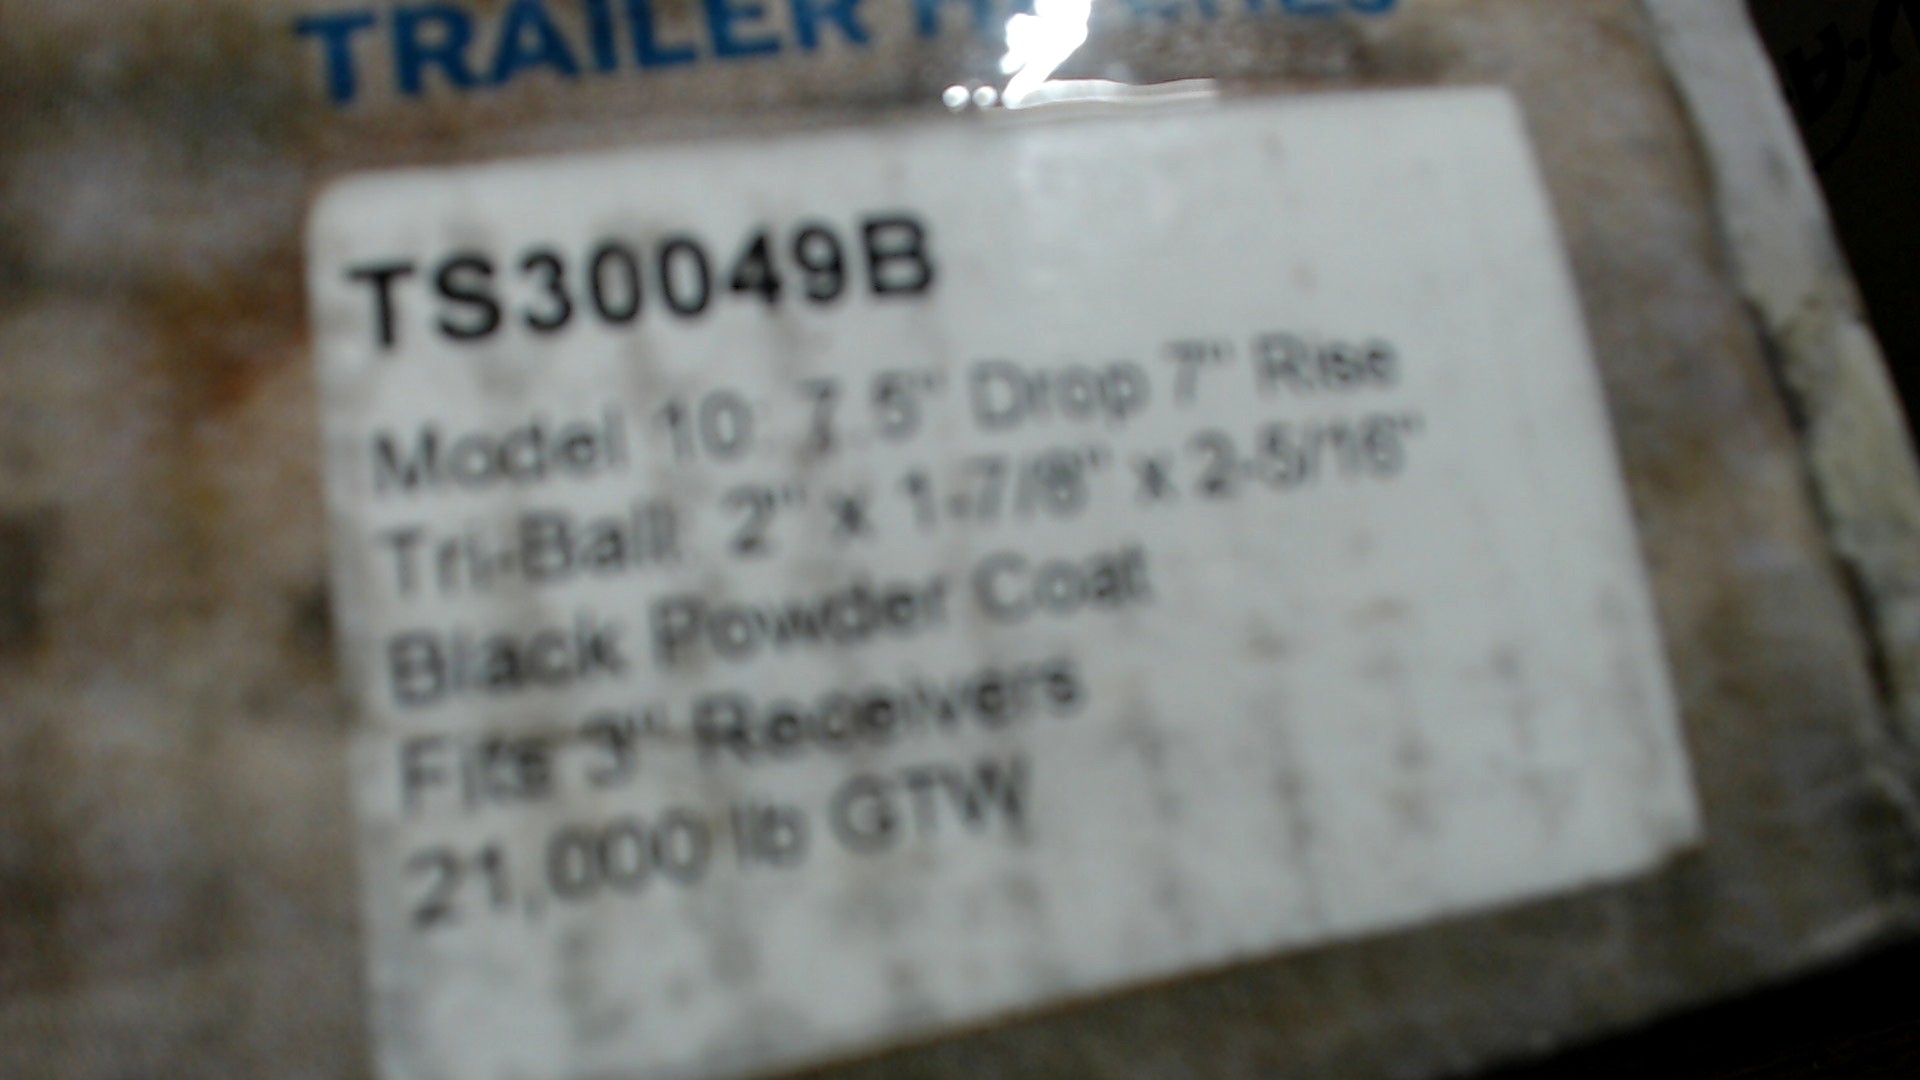 TRAILER HITCHES
TS30049B
Model 10: 7.5" Drop 7" Rise
Tri-Ball: 2" x 1-7/8" x 2-5/16"
Black Powder Coat
Fits 3" Receivers
21,000 lb GTW